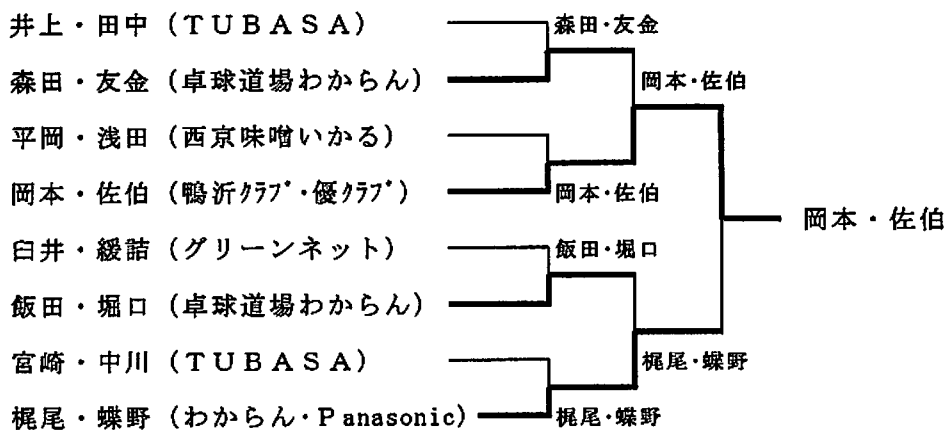 井上・田中（ＴＵＢＡＳＡ）
森田・友金
森田・友金（卓球道場わからん）
岡本・佐伯
平岡・浅田（西京味噌いかる）
岡本・佐伯（鴨沂ｸﾗﾌﾞ・優ｸﾗﾌﾞ）
岡本・佐伯
岡本・佐伯
臼井・緩詰（グリーンネット）
飯田・堀口
飯田・堀口（卓球道場わからん）
宮崎・中川（ＴＵＢＡＳＡ）
梶尾・蝶野
梶尾・蝶野（わからん・Panasonic）
梶尾・蝶野